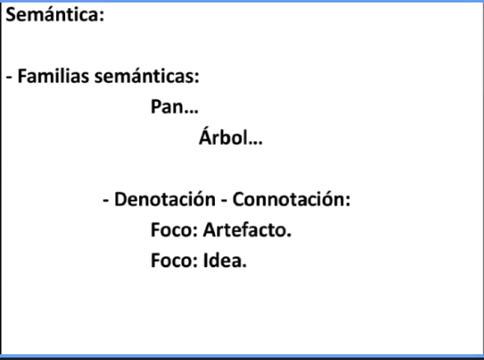 Semántica:
- Familias semánticas:
Pan...
Árbol...
- Denotación - Connotación:
Foco: Artefacto.
Foco: Idea.